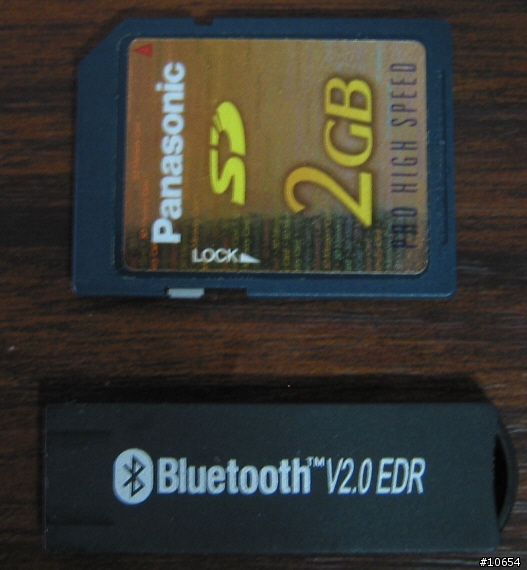 Panasonic
SD
2GB
PRO HIGH SPEED
LOCK
Bluetooth™ V2.0 EDR
#10654